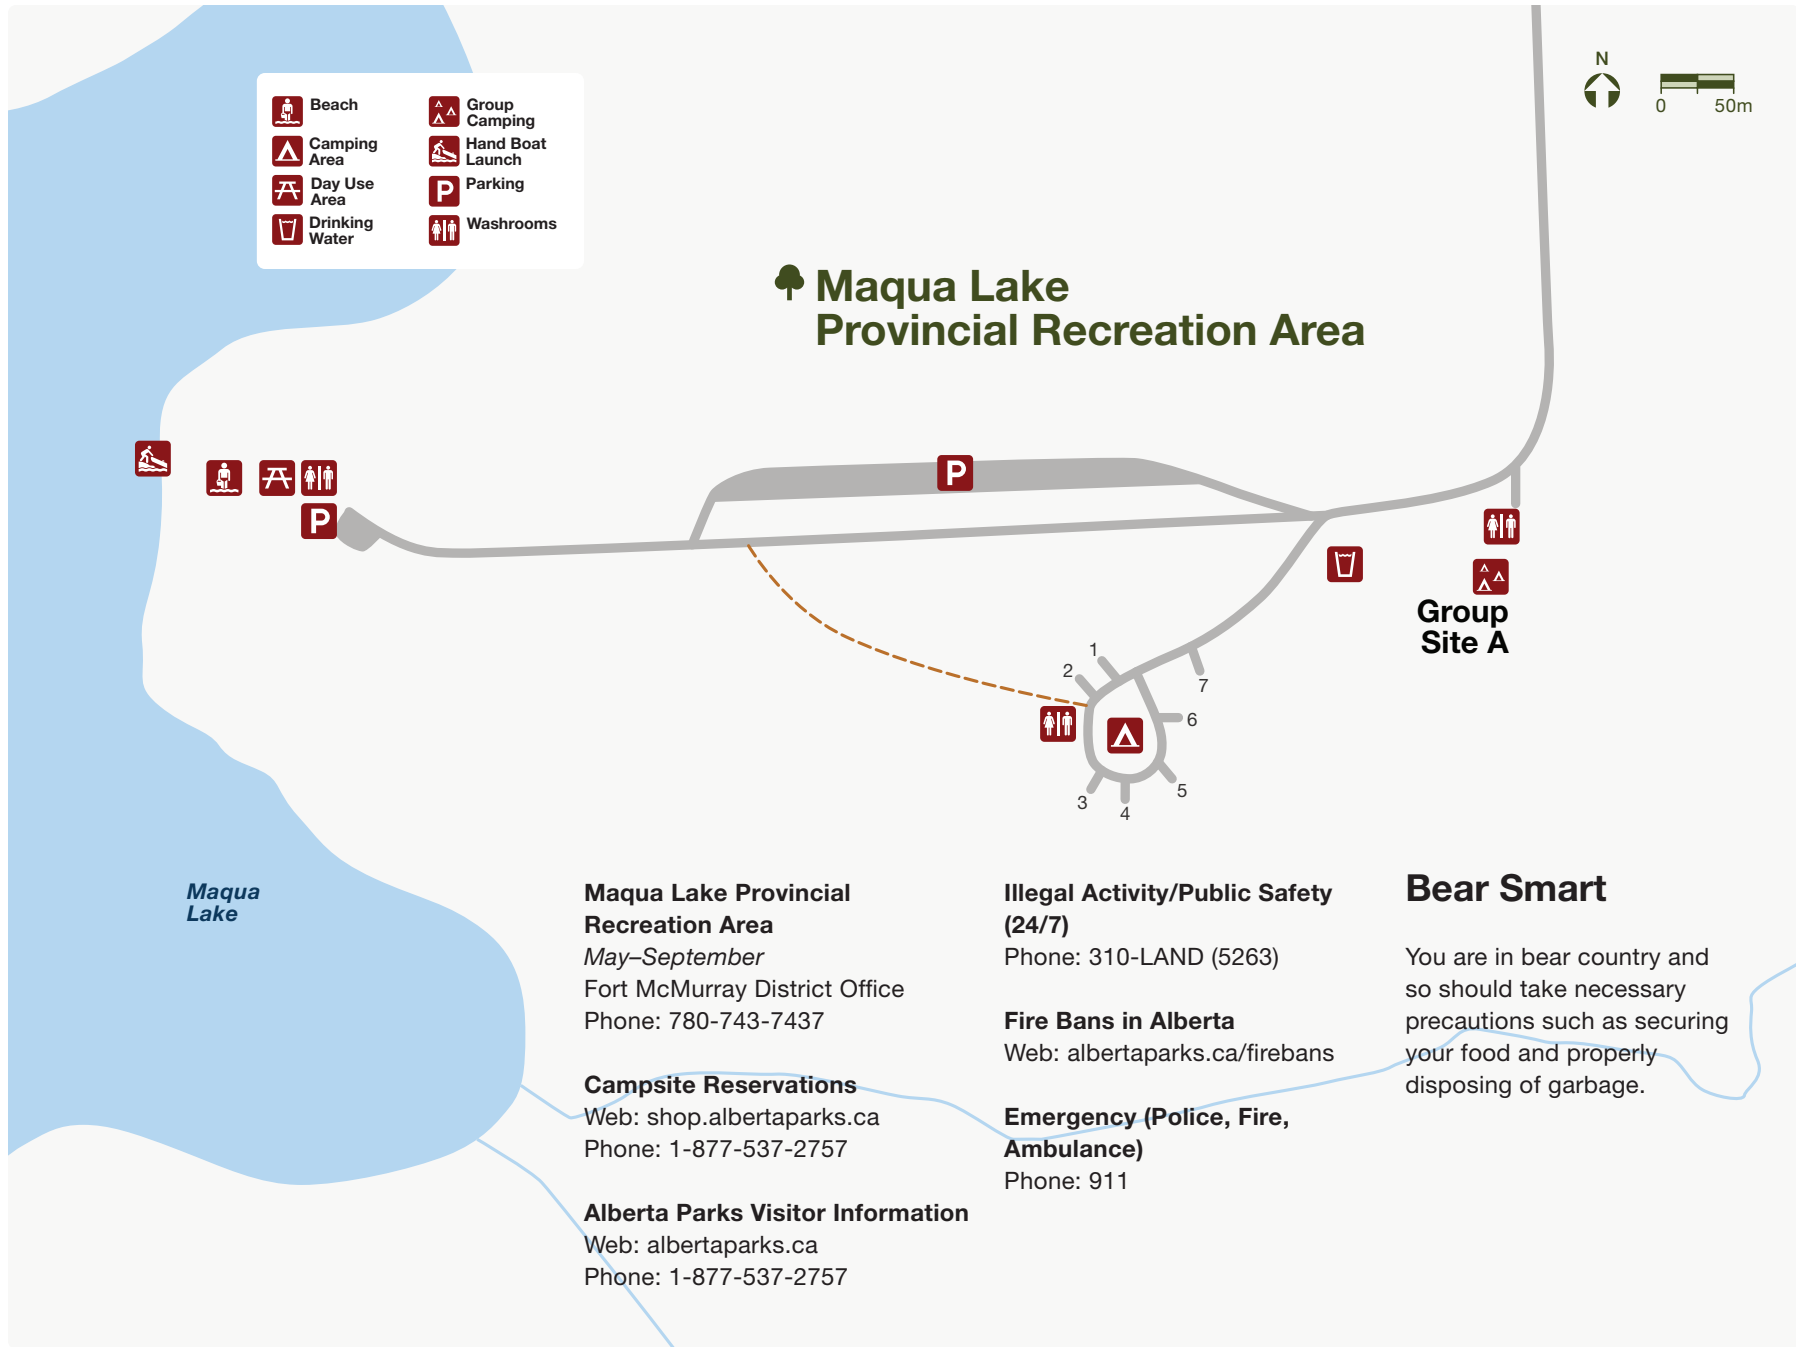 N
0 50m
Beach
Group
Camping
Camping
Area
Hand Boat
Launch
Day Use
Area
Parking
Drinking
Water
Washrooms
Maqua Lake
Provincial Recreation Area
P
P
P
Group
Site A
1
2
7
6
5
3
4
Maqua
Lake
Maqua Lake Provincial
Recreation Area
May–September
Fort McMurray District Office
Phone: 780-743-7437
Campsite Reservations
Web: shop.albertaparks.ca
Phone: 1-877-537-2757
Alberta Parks Visitor Information
Web: albertaparks.ca
Phone: 1-877-537-2757
Illegal Activity/Public Safety
(24/7)
Phone: 310-LAND (5263)
Fire Bans in Alberta
Web: albertaparks.ca/firebans
Emergency (Police, Fire,
Ambulance)
Phone: 911
Bear Smart
You are in bear country and
so should take necessary
precautions such as securing
your food and properly
disposing of garbage.